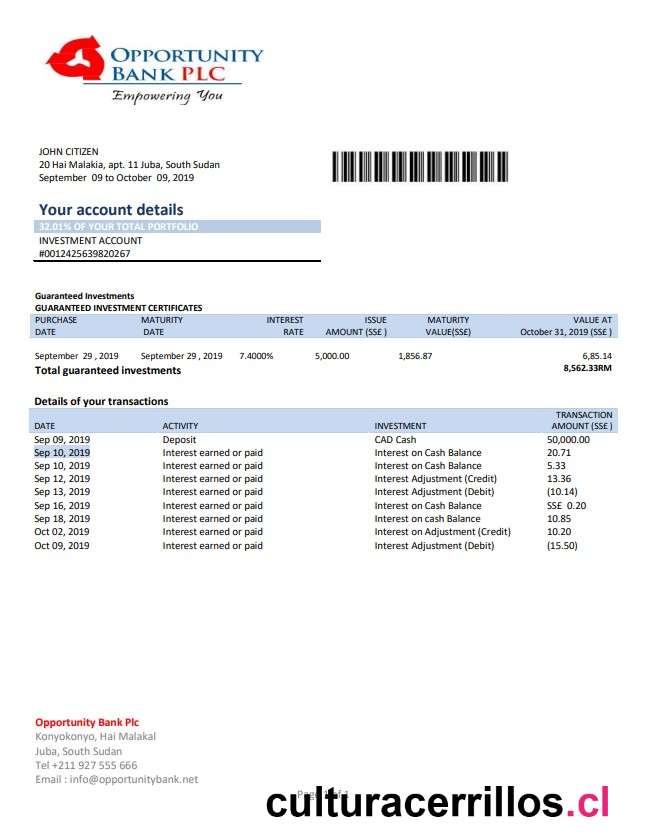 OPPORTUNITY
BANK PLC
Empowering You
JOHN CITIZEN
20 Hai Malakia, apt. 11 Juba, South Sudan
September 09 to October 09, 2019
Your account details
32.01% OF YOUR TOTAL PORTFOLIO
INVESTMENT ACCOUNT
#0012425639820267
Guaranteed Investments
GUARANTEED INVESTMENT CERTIFICATES
PURCHASE MATURITY INTEREST ISSUE MATURITY VALUE AT
DATE DATE RATE AMOUNT (SS£ ) VALUE(SS£) October 31, 2019 (SS£ )
September 29 , 2019 September 29 , 2019 7.4000% 5,000.00 1,856.87 6,85.14
Total guaranteed investments 8,562.33RM
Details of your transactions
TRANSACTION
DATE ACTIVITY INVESTMENT AMOUNT (SS£ )
Sep 09, 2019 Deposit CAD Cash 50,000.00
Sep 10, 2019 Interest earned or paid Interest on Cash Balance 20.71
Sep 10, 2019 Interest earned or paid Interest on Cash Balance 5.33
Sep 12, 2019 Interest earned or paid Interest Adjustment (Credit) 13.36
Sep 13, 2019 Interest earned or paid Interest Adjustment (Debit) (10.14)
Sep 16, 2019 Interest earned or paid Interest on Cash Balance SS£ 0.20
Sep 18, 2019 Interest earned or paid Interest on cash Balance 10.85
Oct 02, 2019 Interest earned or paid Interest on Adjustment (Credit) 10.20
Oct 09, 2019 Interest earned or paid Interest Adjustment (Debit) (15.50)
Opportunity Bank Plc
Konyokonyo, Hai Malakal
Juba, South Sudan
Tel +211 927 555 666
Email : info@opportunitybank.net
culturacerrillos.cl